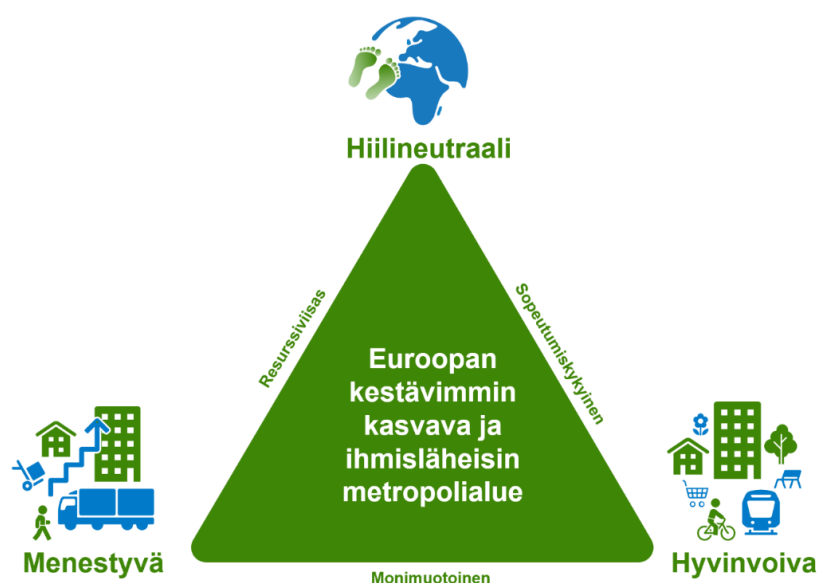 Hiilineutraali
Resurssiviisas
Sopeutumiskykyinen
Euroopan
kestävimmin
kasvava ja
ihmisläheisin
metropolialue
Menestyvä
Hyvinvoiva
Monimuotoinen